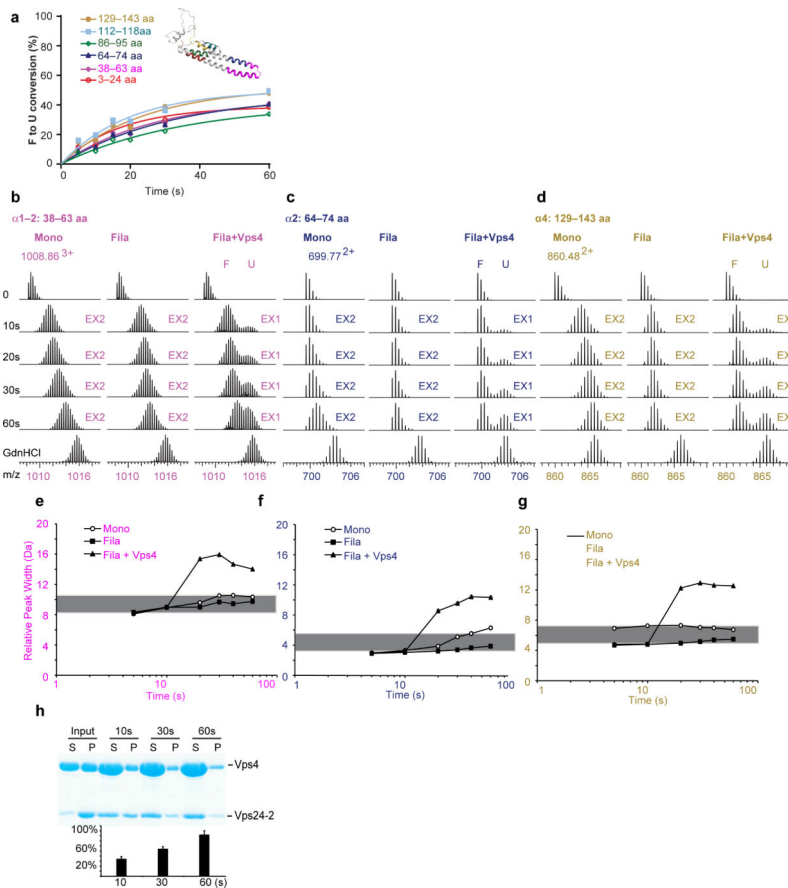 a
F to U conversion (%)
100
80
60
40
20
0
129–143 aa
112–118aa
86–95 aa
64–74 aa
38–63 aa
3–24 aa
0 20 40 60
Time (s)
b
α1–2: 38–63 aa
Mono Fila Fila+Vps4
1008.86 3+
F U
0
10s EX2 EX2 EX1
20s EX2 EX2 EX1
30s EX2 EX2 EX1
60s EX2 EX2 EX1
GdnHCl
m/z 1010 1016 1010 1016 1010 1016
c
α2: 64–74 aa
Mono Fila Fila+Vps4
699.77 2+
F U
EX2 EX2 EX1
EX2 EX2 EX1
EX2 EX2 EX1
EX2 EX2 EX1
700 706 700 706 700 706
d
α4: 129–143 aa
Mono Fila Fila+Vps4
860.48 2+
F U
EX2 EX2 EX1
EX2 EX2 EX1
EX2 EX2 EX1
EX2 EX2 EX1
860 865 860 865 860 865
e
Relative Peak Width (Da)
20
16
12
8
4
0
Mono
Fila
Fila + Vps4
1 10 100
Time (s)
f
20
16
12
8
4
0
Mono
Fila
Fila + Vps4
1 10 100
Time (s)
g
20
16
12
8
4
0
Mono
Fila
Fila + Vps4
1 10 100
Time (s)
h
Input 10s 30s 60s
S P S P S P S P
Vps4
Vps24-2
100%
60%
20%
10 30 60 (s)